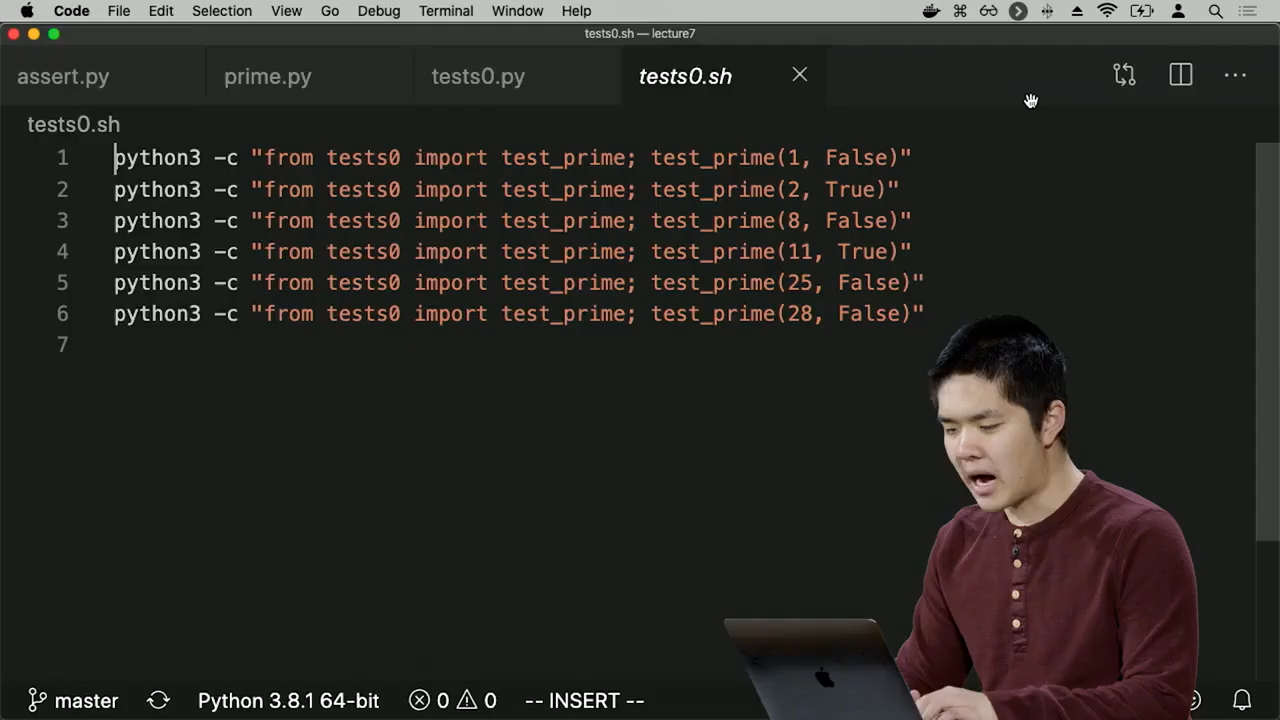 Code File Edit Selection View Go Debug Terminal Window Help
tests0.sh — lecture7
assert.py prime.py tests0.py tests0.sh
tests0.sh
1 python3 -c "from tests0 import test_prime; test_prime(1, False)"
2 python3 -c "from tests0 import test_prime; test_prime(2, True)"
3 python3 -c "from tests0 import test_prime; test_prime(8, False)"
4 python3 -c "from tests0 import test_prime; test_prime(11, True)"
5 python3 -c "from tests0 import test_prime; test_prime(25, False)"
6 python3 -c "from tests0 import test_prime; test_prime(28, False)"
7
master Python 3.8.1 64-bit 0 0 -- INSERT --